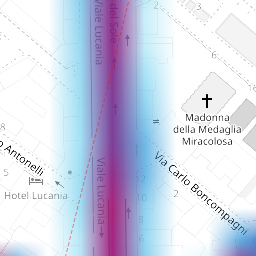 Viale Lucania
del Sole
Madonna
della Medaglia
Miracolosa
8
Antonelli
Via Carlo Boncompagni
5
Hotel Lucania
Viale Lucania
5
2